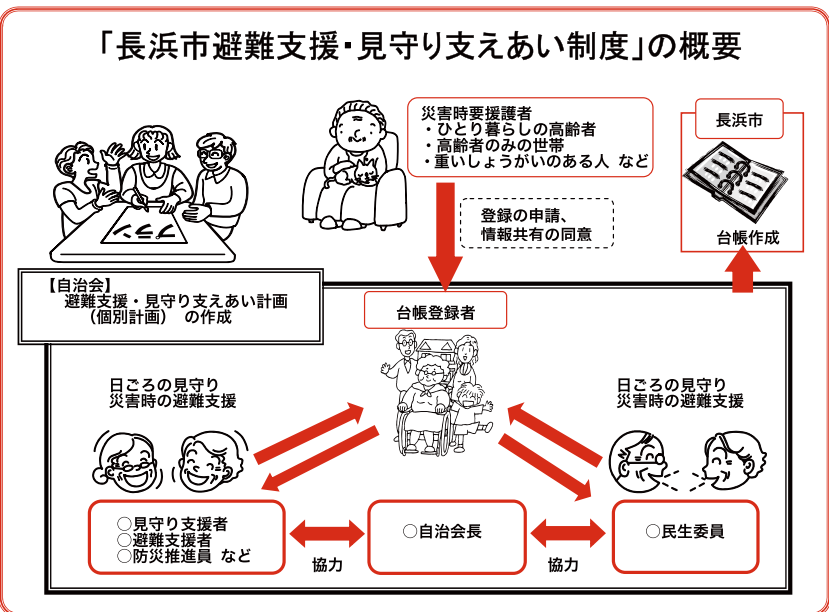 「長浜市避難支援・見守り支えあい制度」の概要
災害時要援護者
・ひとり暮らしの高齢者
・高齢者のみの世帯
・重いしょうがいのある人 など
長浜市
台帳作成
登録の申請、
情報共有の同意
プラン
【自治会】
避難支援・見守り支えあい計画
(個別計画) の作成
台帳登録者
日ごろの見守り
災害時の避難支援
日ごろの見守り
災害時の避難支援
○見守り支援者
○避難支援者
○防災推進員 など
協力
○自治会長
協力
○民生委員